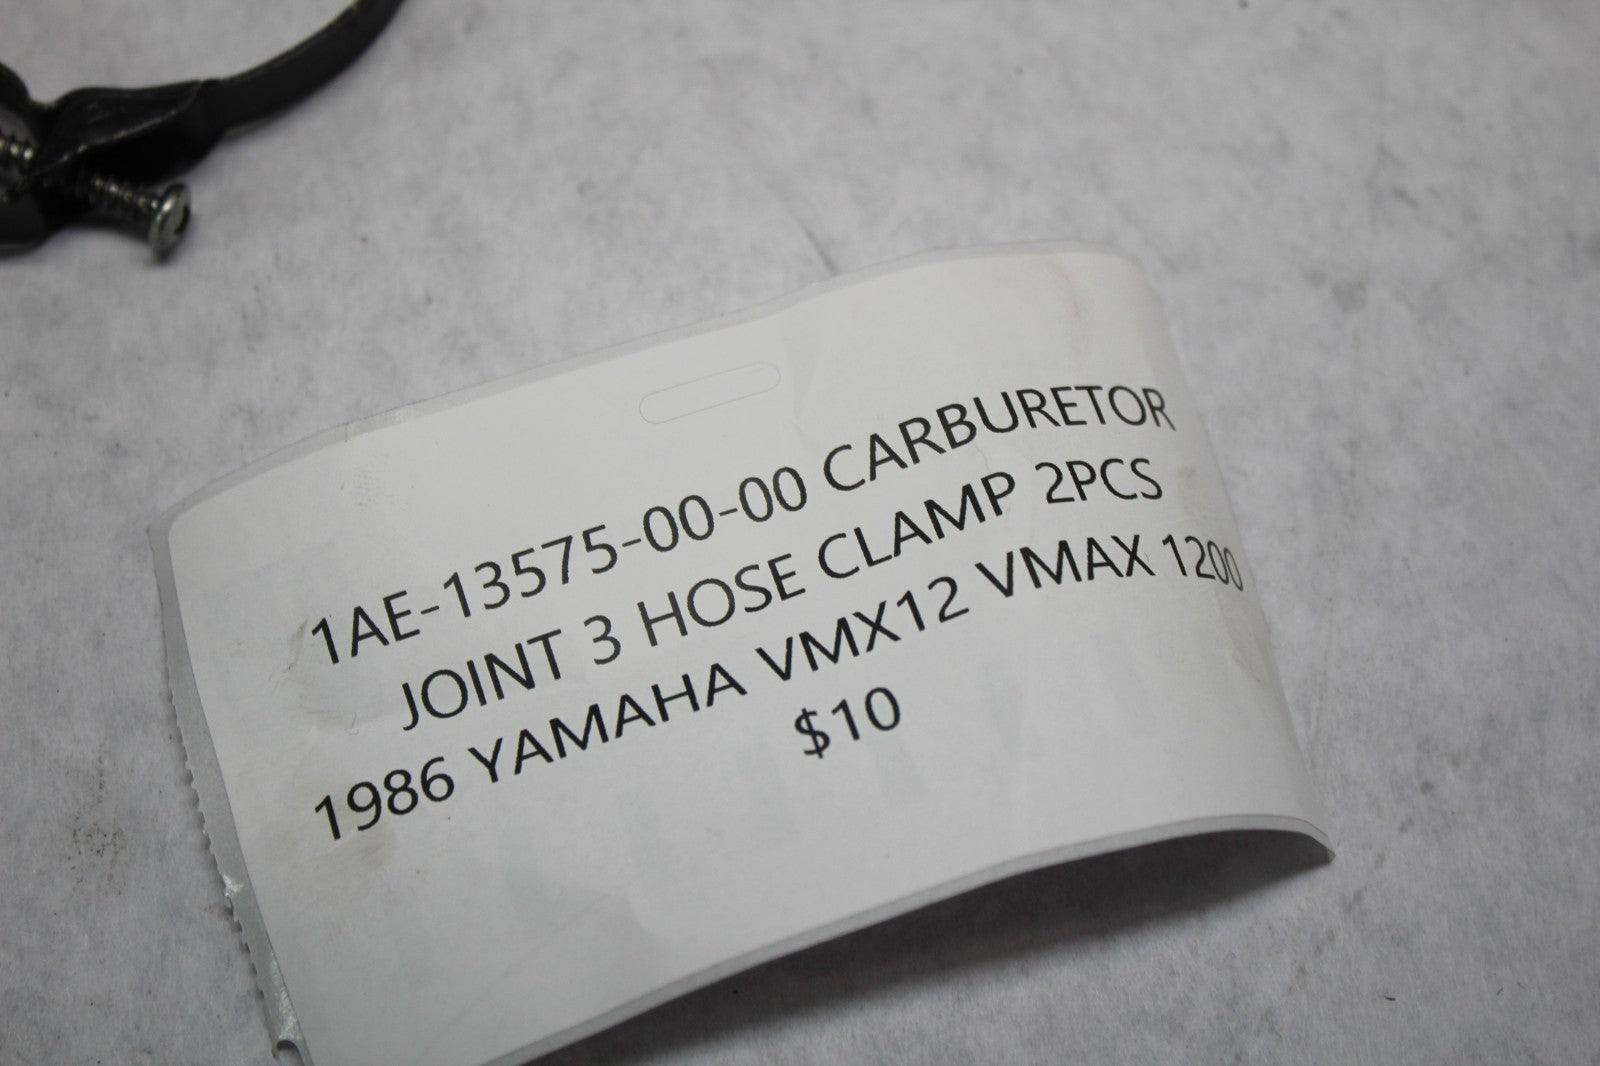 1AE-13575-00-00 CARBURETOR
JOINT 3 HOSE CLAMP 2PCS
1986 YAMAHA VMX12 VMAX 1200
$10